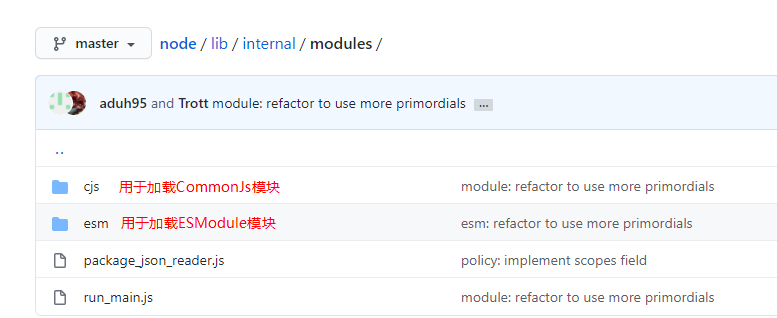 master node / lib / internal / modules /
aduh95 and Trott module: refactor to use more primordials ...
..
cjs 用于加载CommonJs模块 module: refactor to use more primordials
esm 用于加载ESModule模块 esm: refactor to use more primordials
package_json_reader.js policy: implement scopes field
run_main.js module: refactor to use more primordials